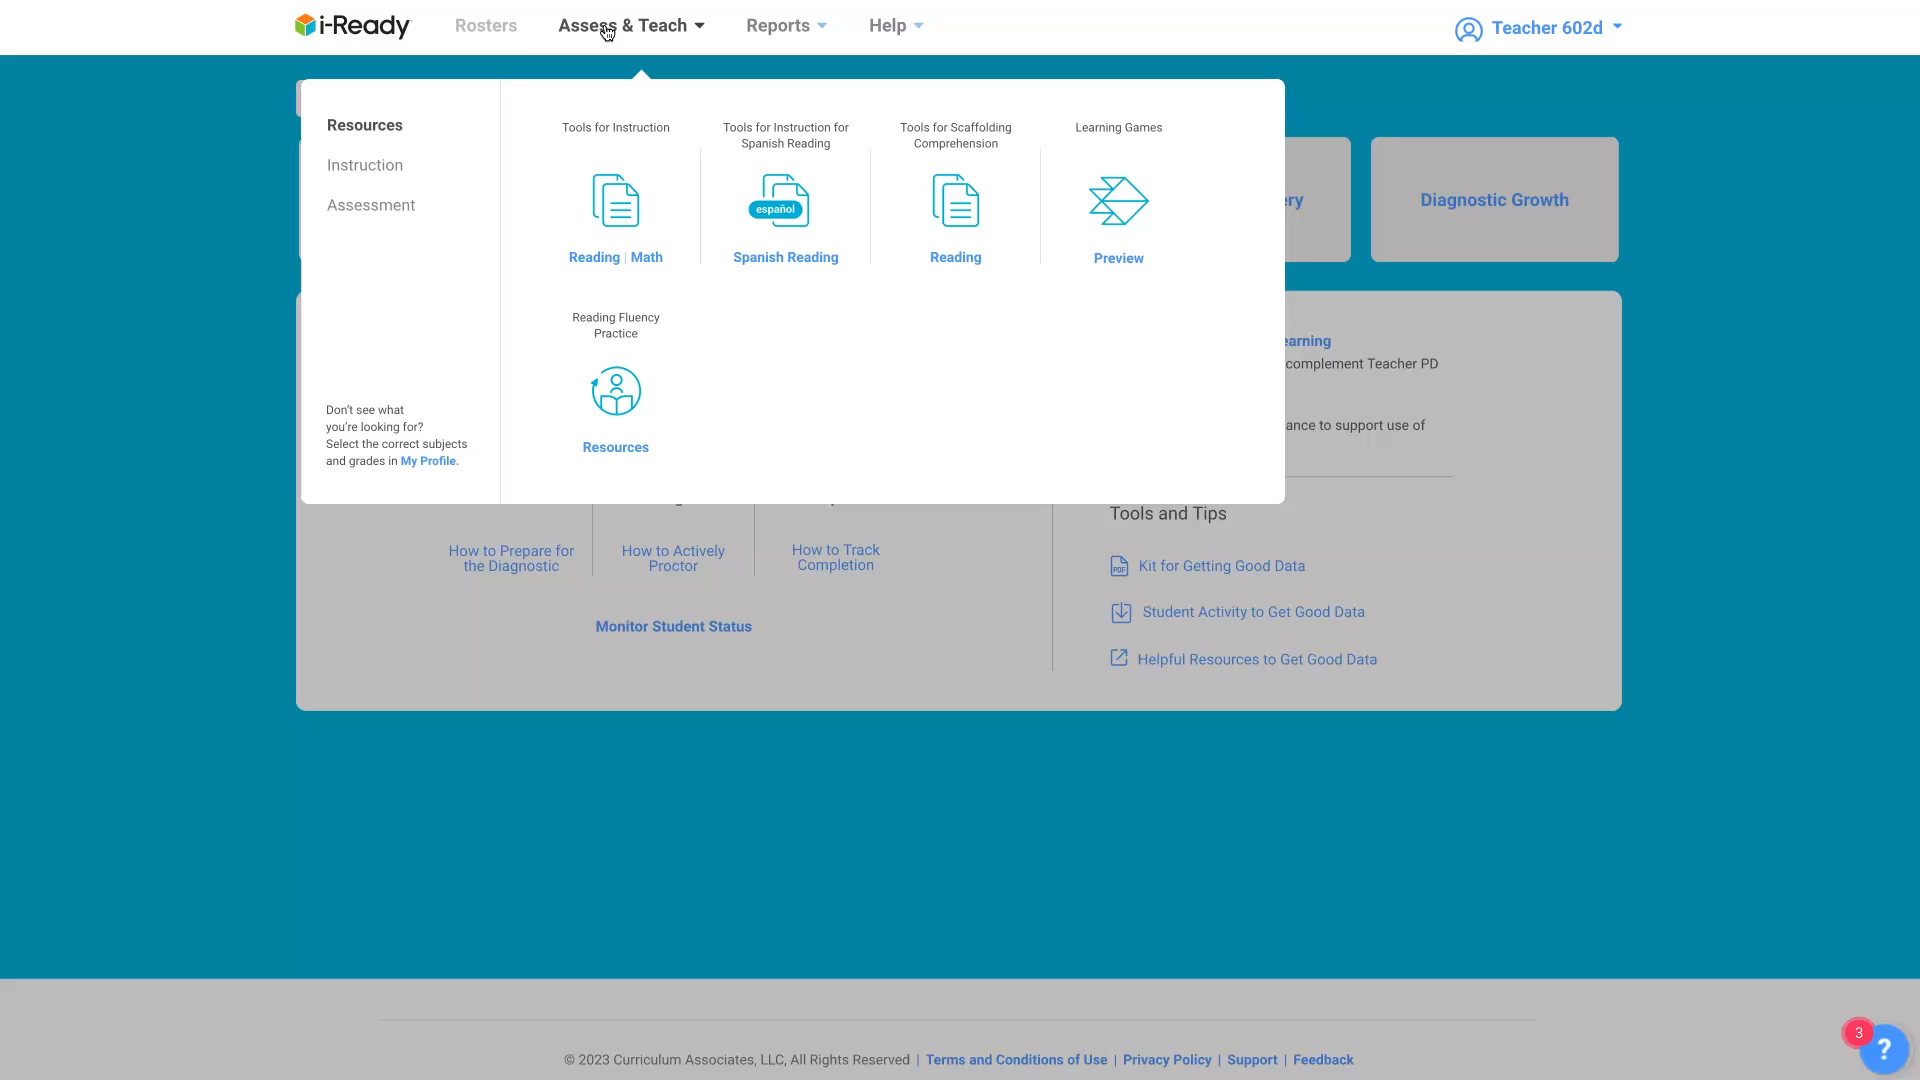 i-Ready
Rosters
Assess & Teach
Reports
Help
Teacher 602d
Resources
Instruction
Assessment
Don't see what
you're looking for?
Select the correct subjects
and grades in My Profile.
Tools for Instruction
Reading | Math
Tools for Instruction for
Spanish Reading
español
Spanish Reading
Tools for Scaffolding
Comprehension
Reading
Learning Games
Preview
Reading Fluency
Practice
Resources
Diagnostic Growth
complement Teacher PD
to support use of
How to Prepare for
the Diagnostic
How to Actively
Proctor
How to Track
Completion
Monitor Student Status
Tools and Tips
PDF
Kit for Getting Good Data
Student Activity to Get Good Data
Helpful Resources to Get Good Data
© 2023 Curriculum Associates, LLC, All Rights Reserved | Terms and Conditions of Use | Privacy Policy | Support | Feedback
3
?